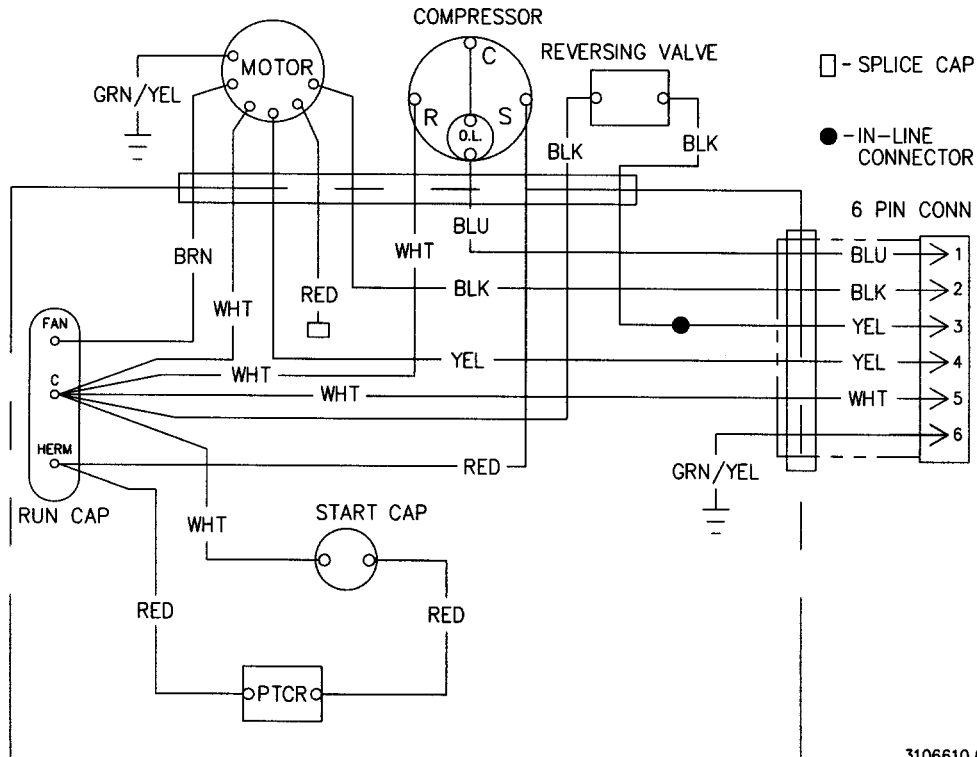 COMPRESSOR
MOTOR
C
REVERSING VALVE
- SPLICE CAP
GRN/YEL
R
O.L.
S
BLK
BLK
-IN-LINE
CONNECTOR
6 PIN CONN
BRN
WHT
BLU
BLU
1
WHT
RED
BLK
BLK
2
FAN
YEL
3
C
WHT
YEL
YEL
4
WHT
WHT
5
HERM
RED
GRN/YEL
6
RUN CAP
WHT
START CAP
RED
RED
PTCR
3106610